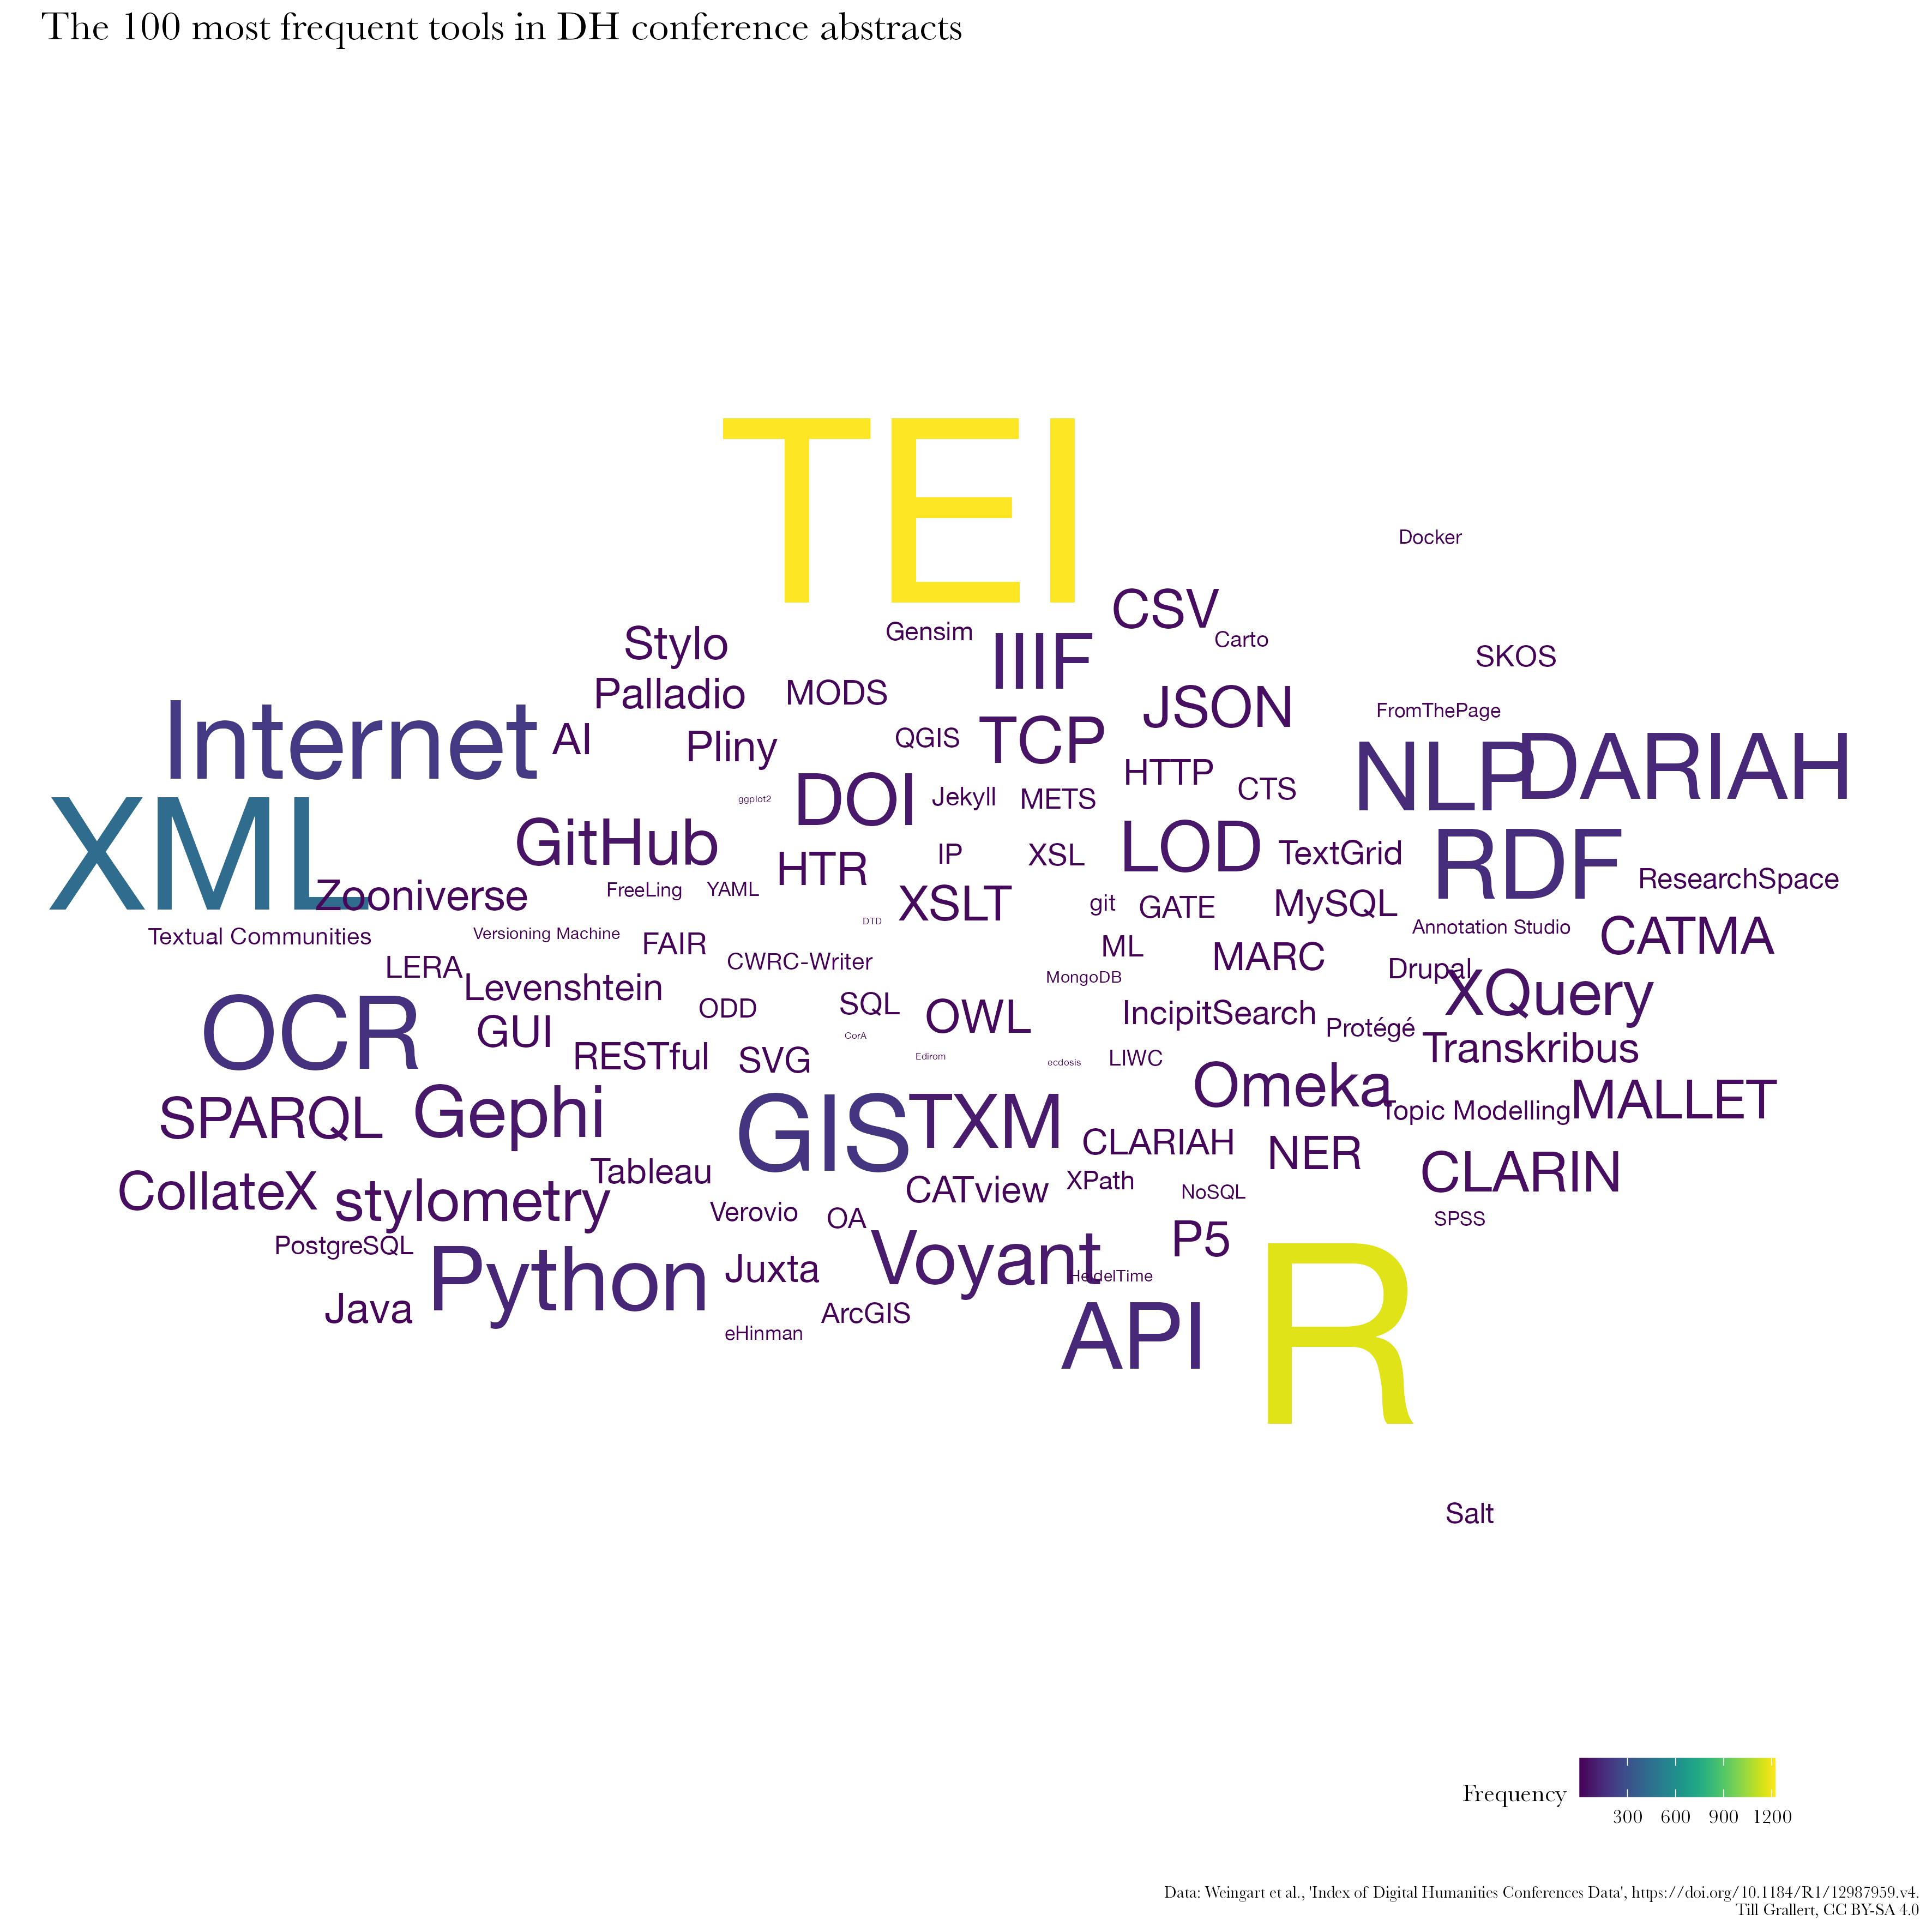 The 100 most frequent tools in DH conference abstracts
TEI
Docker
CSV
Gensim
Carto
Stylo
IIIF
SKOS
Palladio
MODS
JSON
FromThePage
Internet
AI
Pliny
QGIS
TCP
NLP
DARIAH
HTTP
CTS
ggplot2
DOI
Jekyll
METS
XML
GitHub
HTR
IP
XSL
LOD
TextGrid
RDF
ResearchSpace
Zooniverse
FreeLing
YAML
XSLT
git
GATE
MySQL
DTD
Annotation Studio
CATMA
Textual Communities
Versioning Machine
FAIR
ML
MARC
LERA
CWRC-Writer
MongoDB
Drupal
Levenshtein
XQuery
OCR
ODD
SQL
OWL
IncipitSearch
Protégé
GUI
CorA
RESTful
SVG
Edirom
ecdosis
LIWC
Transkribus
Omeka
SPARQL
Gephi
GIS
TXM
Topic Modelling
MALLET
CLARIAH
NER
Tableau
CLARIN
CollateX
stylometry
CATview
XPath
NoSQL
Verovio
OA
SPSS
PostgreSQL
P5
Python
Juxta
Voyant
HeidelTime
Java
ArcGIS
eHinman
API
R
Salt
Frequency
300 600 900 1200
Data: Weingart et al., 'Index of Digital Humanities Conferences Data', https://doi.org/10.1184/R1/12987959.v4.
Till Grallert, CC BY-SA 4.0